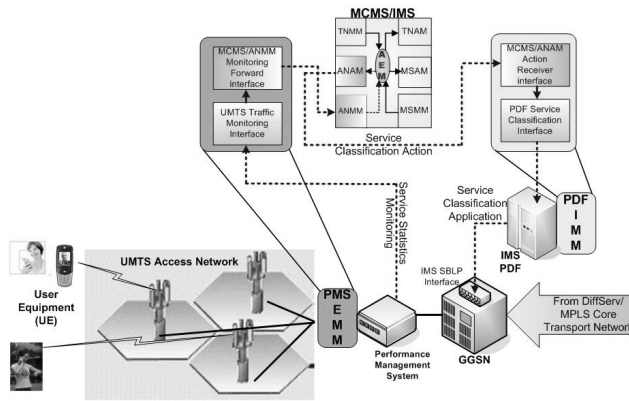 MCMS/IMS
MCMS/ANMM
Monitoring
Forward
interface
UMTS Traffic
Monitoring
Interface
TNMM
TNAM
ANAM
A
E
M
MSAM
ANMM
MSMM
Service
Classification Action
MCMS/ANAM
Action
Receiver
interface
PDF Service
Classification
Interface
Service Statistics
Monitoring
Service
Classification
Application
IMS
PDF
PDF
I
M
M
User
Equipment
(UE)
UMTS Access Network
PMS
E
M
M
Performance
Management
System
IMS SBLP
Interface
GGSN
From DiffServ/
MPLS Core
Transport Network